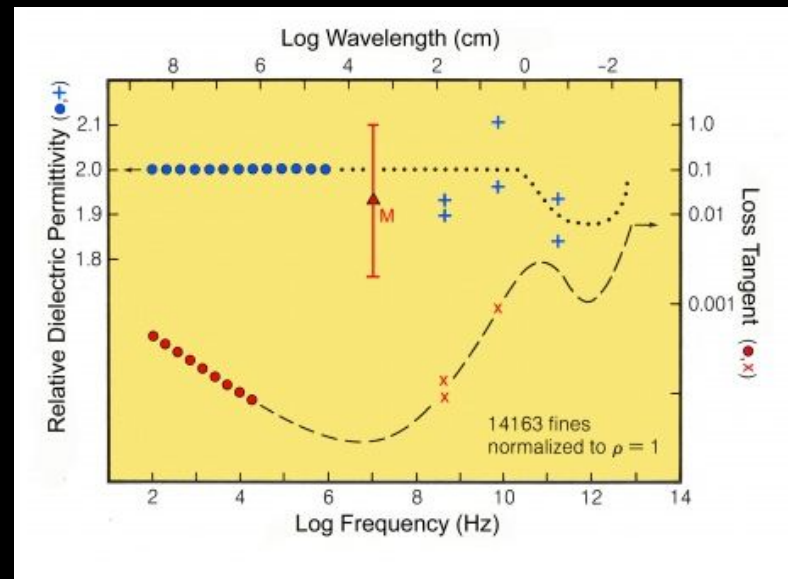 Log Wavelength (cm)
8 6 4 2 0 -2
Relative Dielectric Permittivity (●,+)
2.1
2.0
1.9
1.8
1.0
0.1
0.01
0.001
Loss Tangent (●,x)
M
14163 fines
normalized to ρ = 1
2 4 6 8 10 12 14
Log Frequency (Hz)